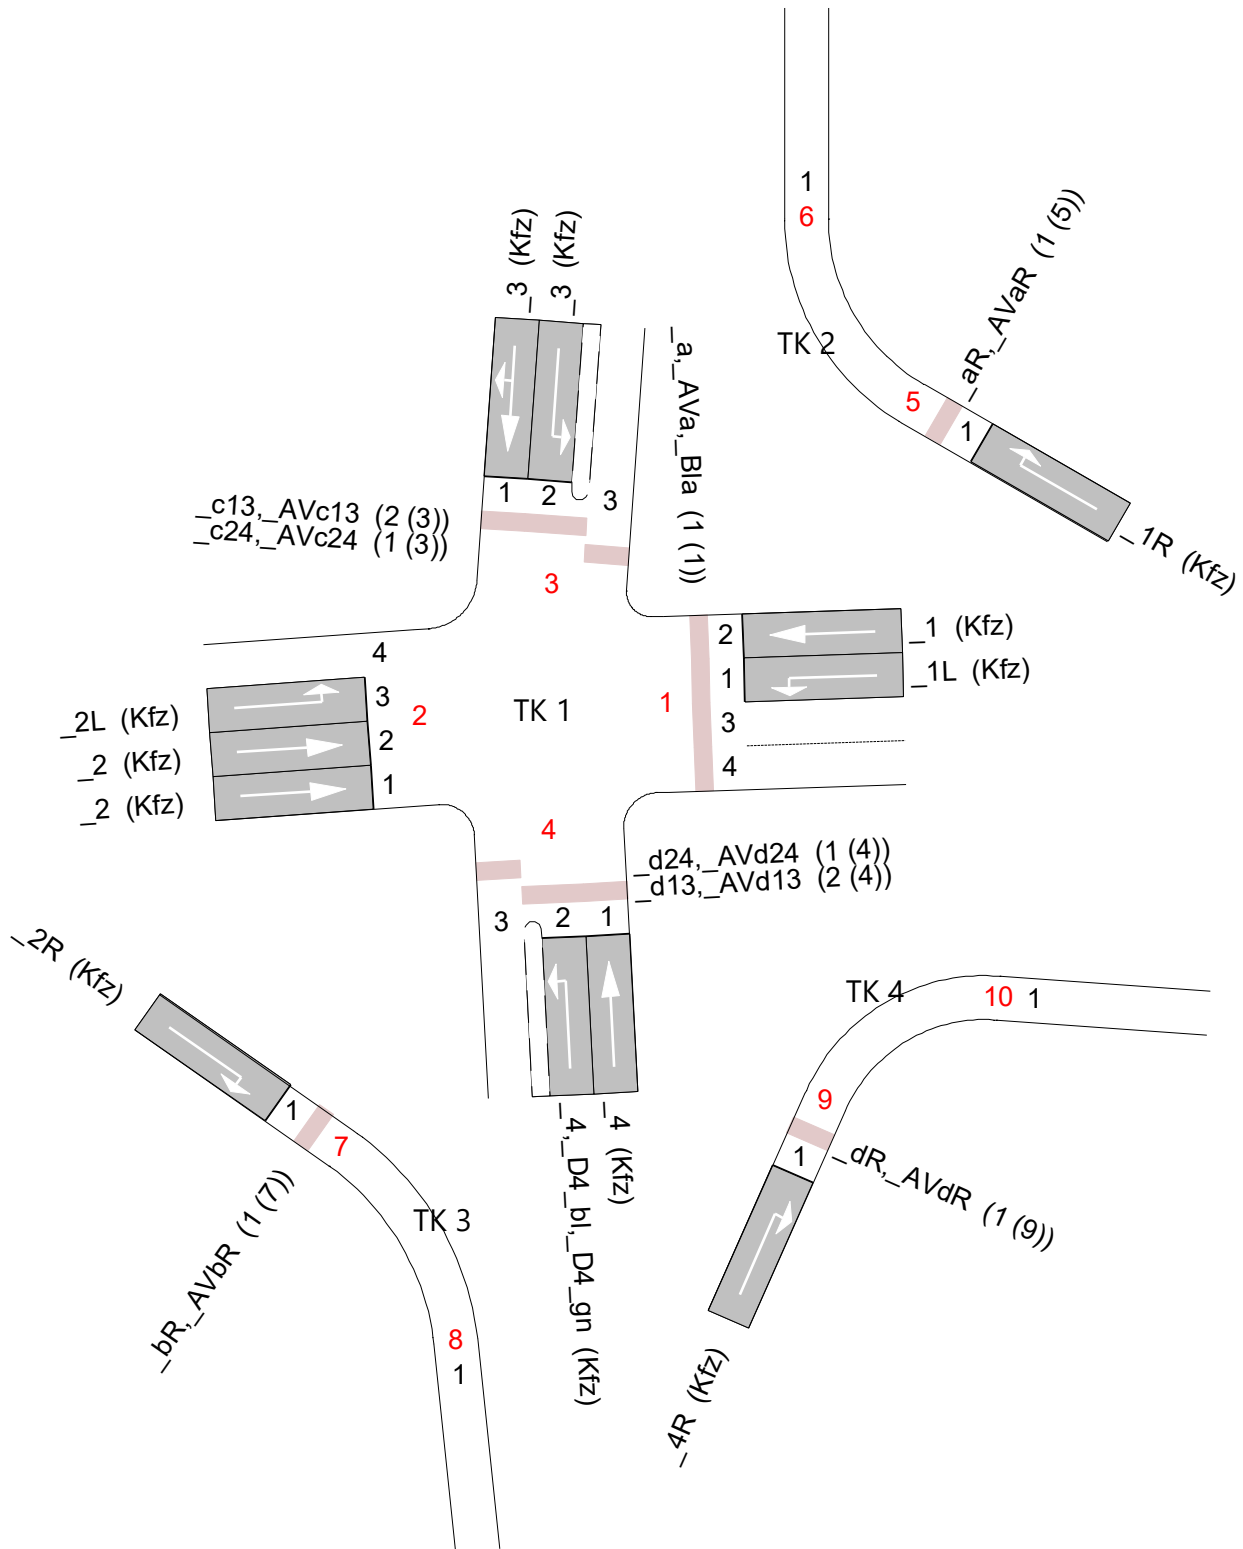 1
6
_aR,_AVaR (1 (5))
TK 2
5
1
_1R (Kfz)
_3 (Kfz)
_3 (Kfz)
_a,_AVa,_Bla (1 (1))
1
2
3
_c13,_AVc13 (2 (3))
_c24,_AVc24 (1 (3))
3
4
2
_1 (Kfz)
1
_1L (Kfz)
3
2
TK 1
1
_2L (Kfz)
3
2
_2 (Kfz)
4
1
_2 (Kfz)
4
_d24,_AVd24 (1 (4))
_d13,_AVd13 (2 (4))
3
2
1
_2R (Kfz)
TK 4
10
1
9
1
7
1
_dR,_AVdR (1 (9))
_4,_D4_bl,_D4_gn (Kfz)
_4 (Kfz)
_bR,_AVbR (1 (7))
TK 3
8
1
_4R (Kfz)